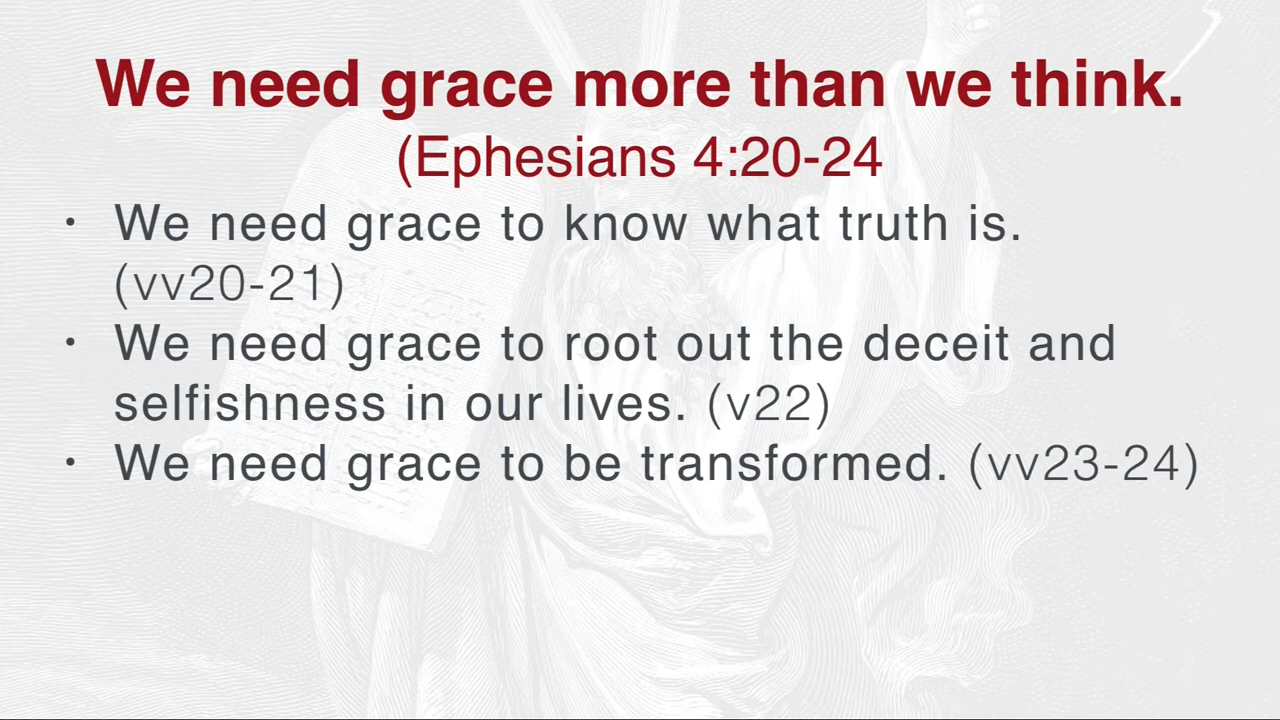 We need grace more than we think.
(Ephesians 4:20-24
• We need grace to know what truth is.
(vv20-21)
• We need grace to root out the deceit and
selfishness in our lives. (v22)
• We need grace to be transformed. (vv23-24)